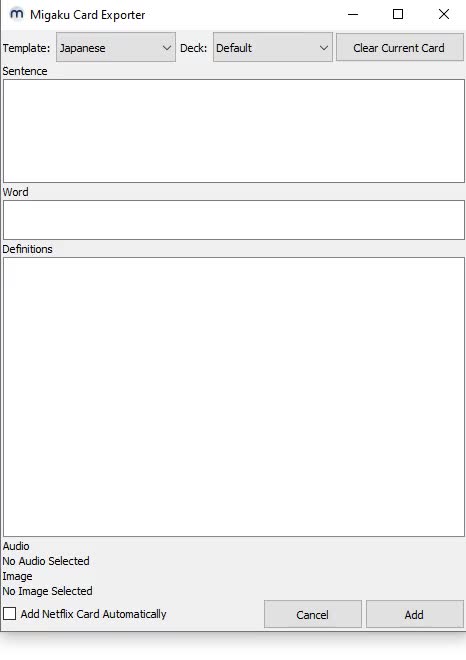 m Migaku Card Exporter
Template: Japanese Deck: Default Clear Current Card
Sentence
Word
Definitions
Audio
No Audio Selected
Image
No Image Selected
Add Netflix Card Automatically Cancel Add